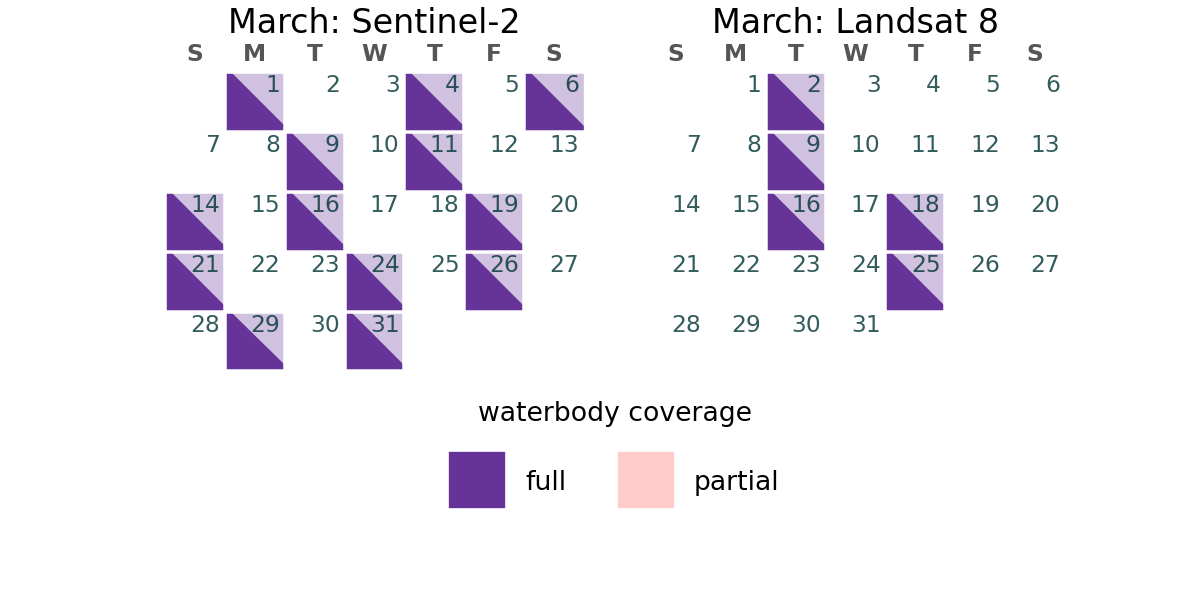 March: Sentinel-2
S M T W T F S
1 2 3 4 5 6
7 8 9 10 11 12 13
14 15 16 17 18 19 20
21 22 23 24 25 26 27
28 29 30 31
March: Landsat 8
S M T W T F S
1 2 3 4 5 6
7 8 9 10 11 12 13
14 15 16 17 18 19 20
21 22 23 24 25 26 27
28 29 30 31
waterbody coverage
full partial